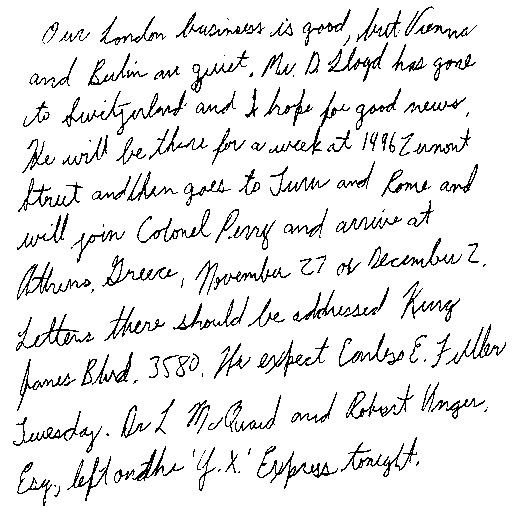 Our London business is good, but Vienna
and Berlin are quiet. Mr. D. Lloyd has gone
to Switzerland and I hope for good news.
He will be there for a week at 1496 Zermott
Street and then goes to Turin and Rome and
will join Colonel Perry and arrive at
Athens, Greece, November 27 or December 2.
Letters there should be addressed King
James Blvd. 3580. We expect Charles E. Fuller
Tuesday. Dr L McQuaid and Robert Unger,
Esq., left on the 'Y.X.' Express tonight.